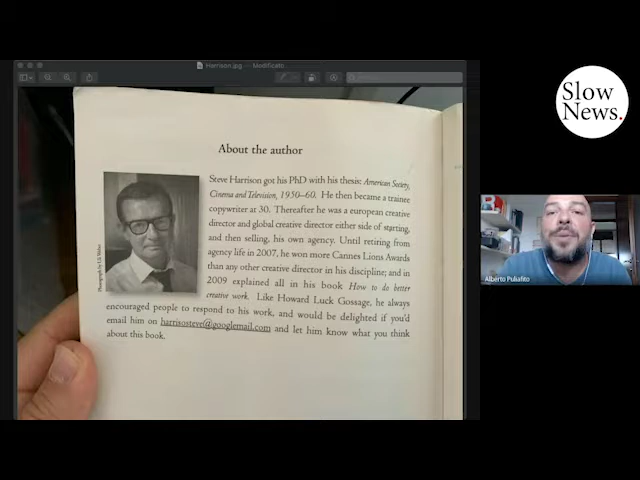 Harrison.jpg — Modificato
Slow
News.
About the author
Steve Harrison got his PhD with his thesis: American Society,
Cinema and Television, 1950–60. He then became a trainee
copywriter at 30. Thereafter he was a european creative
director and global creative director either side of starting,
and then selling, his own agency. Until retiring from
agency life in 2007, he won more Cannes Lions Awards
than any other creative director in his discipline; and in
2009 explained all in his book How to do better
creative work. Like Howard Luck Gossage, he always
encouraged people to respond to his work, and would be delighted if you'd
email him on harrisosteve@googlemail.com and let him know what you think
about this book.
Alberto Puliafito